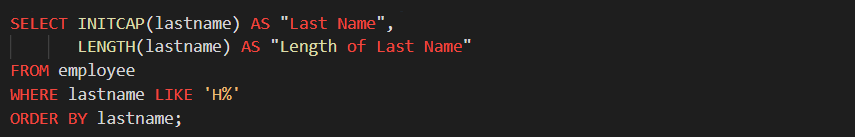 SELECT INITCAP(lastname) AS "Last Name",
       LENGTH(lastname) AS "Length of Last Name"
FROM employee
WHERE lastname LIKE 'H%'
ORDER BY lastname;